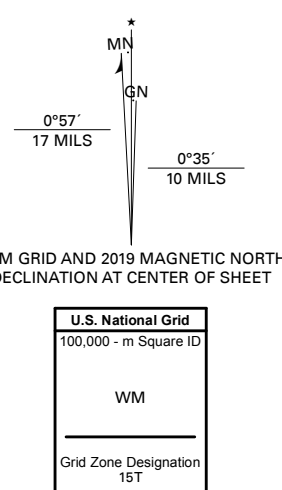 ★
MN
GN
0°57´
17 MILS
0°35´
10 MILS
M GRID AND 2019 MAGNETIC NORTH
DECLINATION AT CENTER OF SHEET
U.S. National Grid
100,000 - m Square ID
WM
Grid Zone Designation
15T